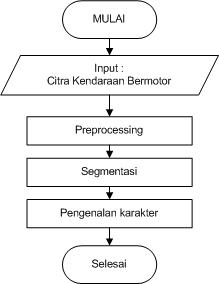 MULAI
Input :
Citra Kendaraan Bermotor
Preprocessing
Segmentasi
Pengenalan karakter
Selesai